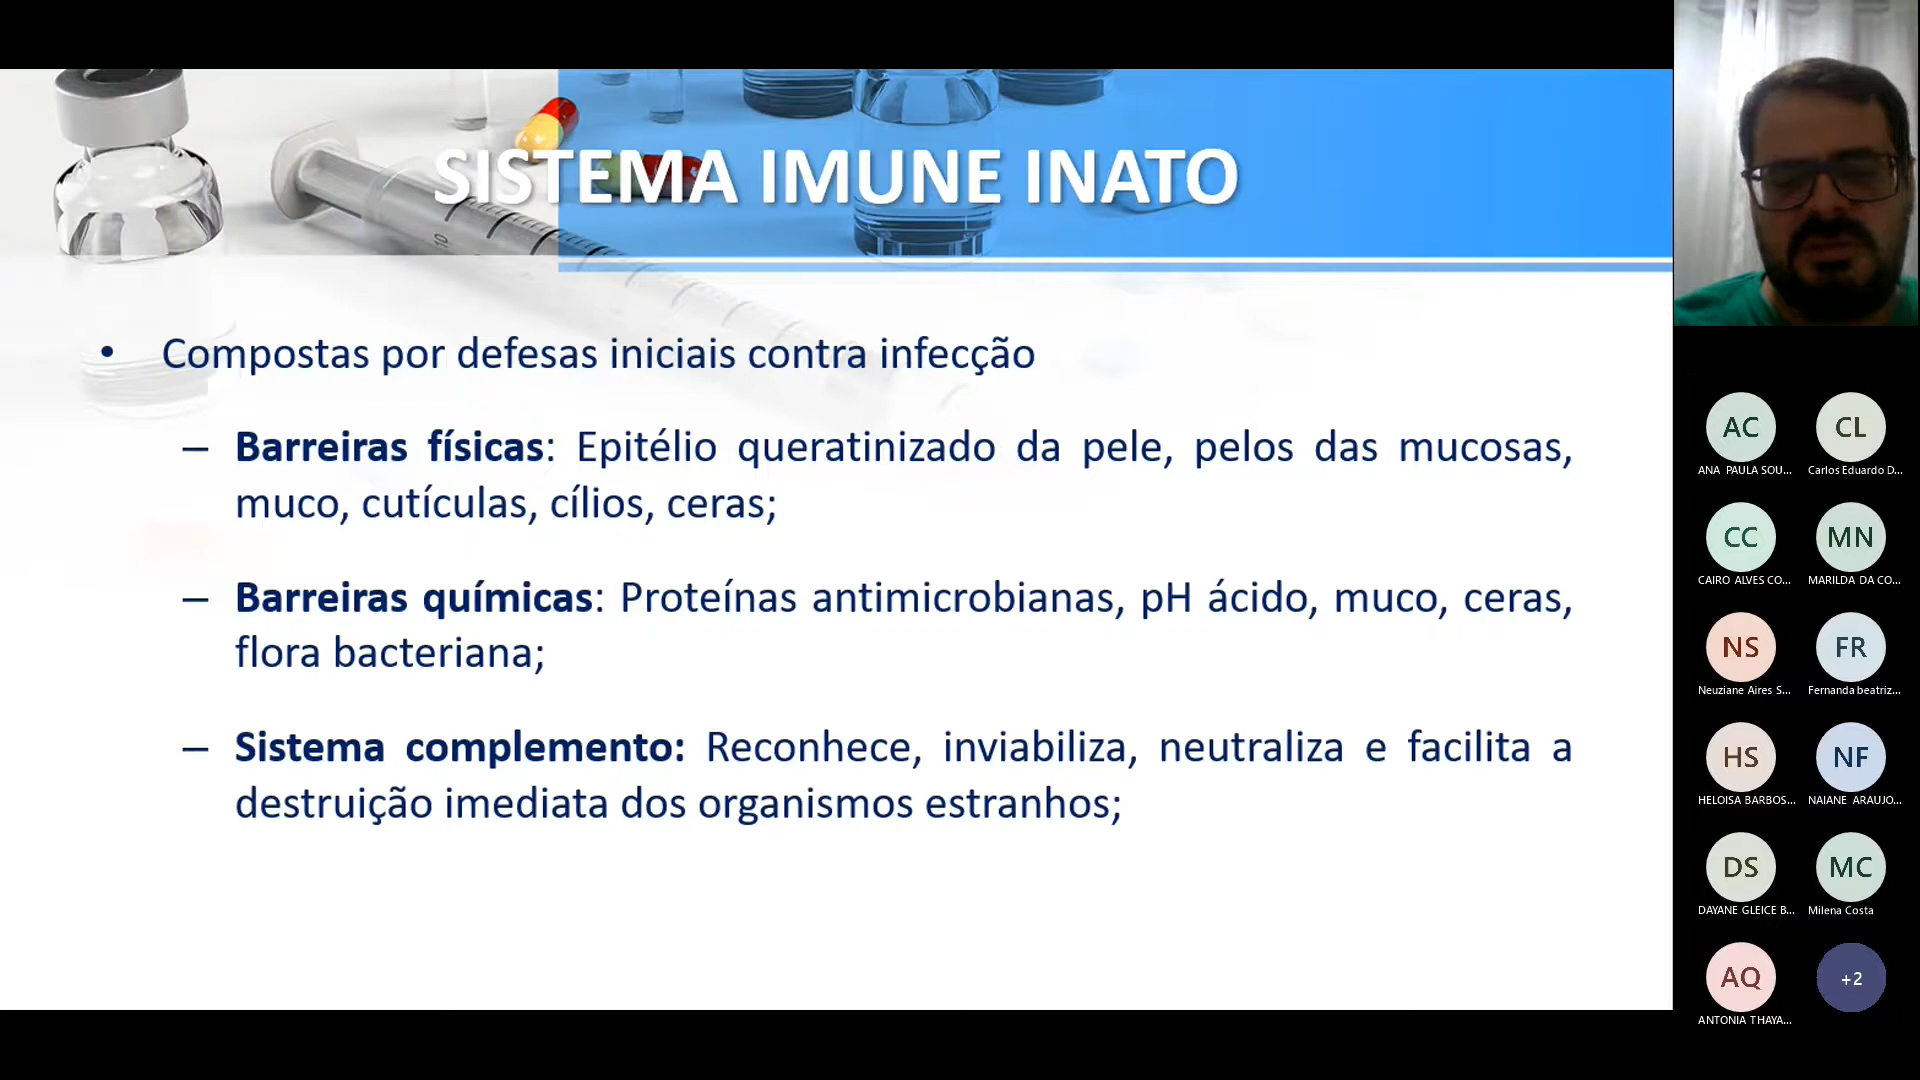 SISTEMA IMUNE INATO
• Compostas por defesas iniciais contra infecção
– Barreiras físicas: Epitélio queratinizado da pele, pelos das mucosas,
muco, cutículas, cílios, ceras;
– Barreiras químicas: Proteínas antimicrobianas, pH ácido, muco, ceras,
flora bacteriana;
– Sistema complemento: Reconhece, inviabiliza, neutraliza e facilita a
destruição imediata dos organismos estranhos;
AC
CL
ANA PAULA SOU...
Carlos Eduardo D...
CC
MN
CAIRO ALVES CO...
MARILDA DA CO...
NS
FR
Neuziane Aires S...
Fernanda beatriz...
HS
NF
HELOISA BARBOS...
NAIANE ARAUJO...
DS
MC
DAYANE GLEICE B...
Milena Costa
AQ
+2
ANTONIA THAYA...
10